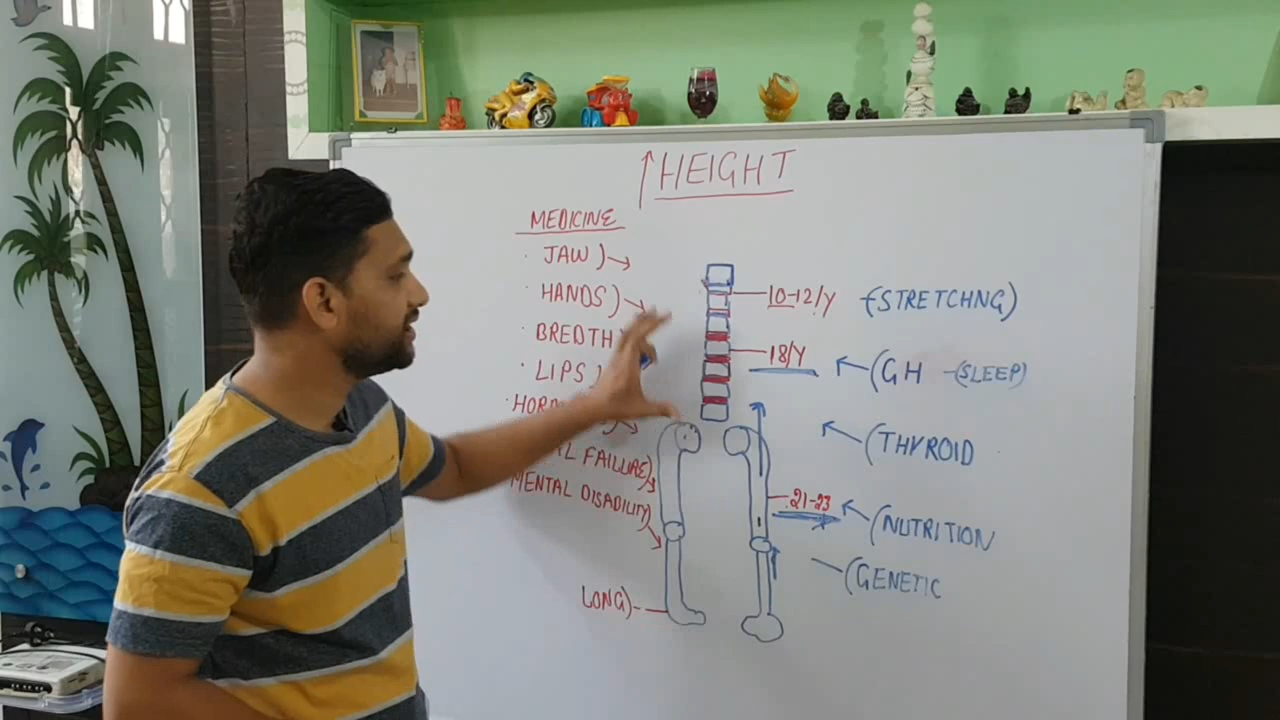 ↑HEIGHT
MEDICINE
· JAW)→
· HANDS)→
· BREDTH
· LIPS)
FAILURE)
MENTAL DISABILITY)→
LONG)-
10-12/Y (STRETCHNG)
18/Y ←(GH -(SLEEP)
←(THYROID
21-23 ←(NUTRITION
(GENETIC